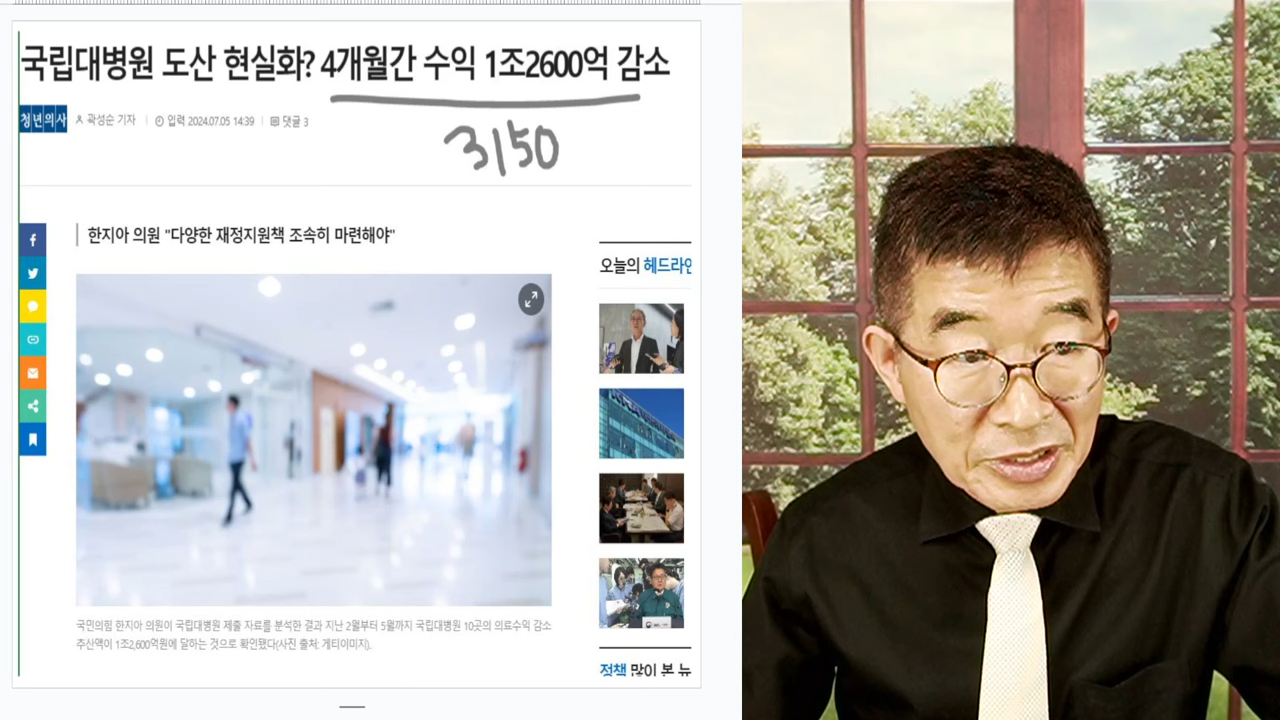 국립대병원 도산 현실화? 4개월간 수익 1조2600억 감소
청년의사 곽성순 기자 입력 2024.07.05 14:39 댓글 3
3150
한지아 의원 "다양한 재정지원책 조속히 마련해야"
오늘의 헤드라인
국민의힘 한지아 의원이 국립대병원 제출 자료를 분석한 결과 지난 2월부터 5월까지 국립대병원 10곳의 의료수익 감소
추산액이 1조2,600억원에 달하는 것으로 확인됐다(사진 출처: 게티이미지).
정책 많이 본 뉴